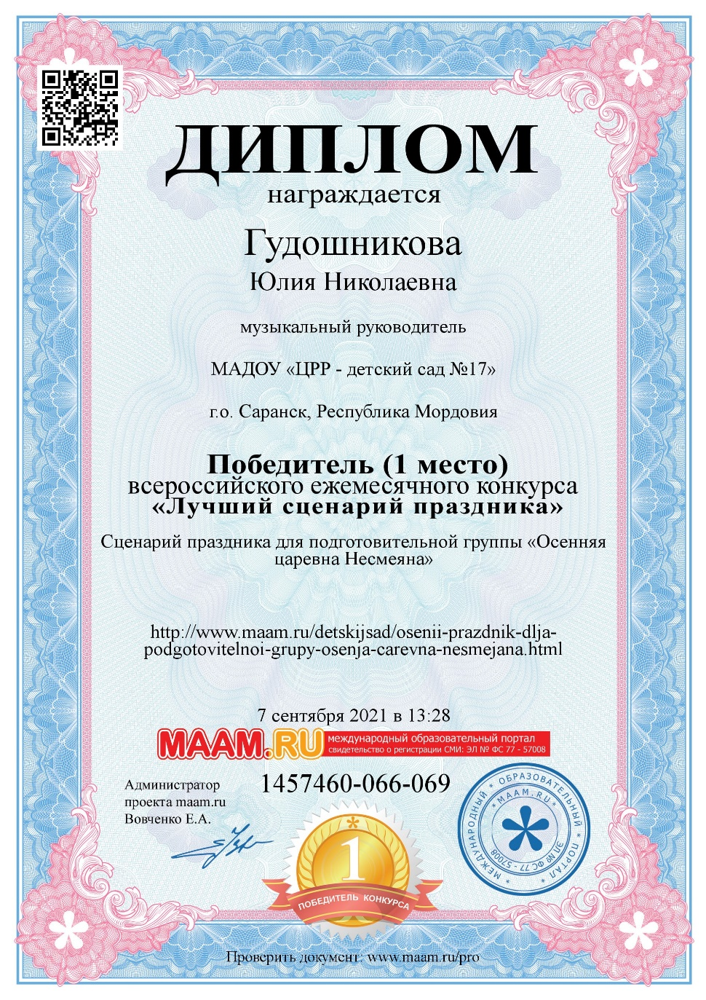 ДИПЛОМ
награждается
Гудошникова
Юлия Николаевна
музыкальный руководитель
МАДОУ «ЦРР - детский сад №17»
г.о. Саранск, Республика Мордовия
Победитель (1 место)
всероссийского ежемесячного конкурса
«Лучший сценарий праздника»
Сценарий праздника для подготовительной группы «Осенняя
царевна Несмеяна»
http://www.maam.ru/detskijsad/osenii-prazdnik-dlja-
podgotovitelnoi-grupy-osenja-carevna-nesmejana.html
7 сентября 2021 в 13:28
MAAM.RU
международный образовательный портал
свидетельство о регистрации СМИ: ЭЛ № ФС 77 - 57008
1457460-066-069
Администратор
проекта maam.ru
Вовченко Е.А.
1
ПОБЕДИТЕЛЬ КОНКУРСА
* МЕЖДУНАРОДНЫЙ * ОБРАЗОВАТЕЛЬНЫЙ * ПОРТАЛ *
* MAAM.RU *
ЭЛ № ФС 77 - 57008
Проверить документ: www.maam.ru/pro